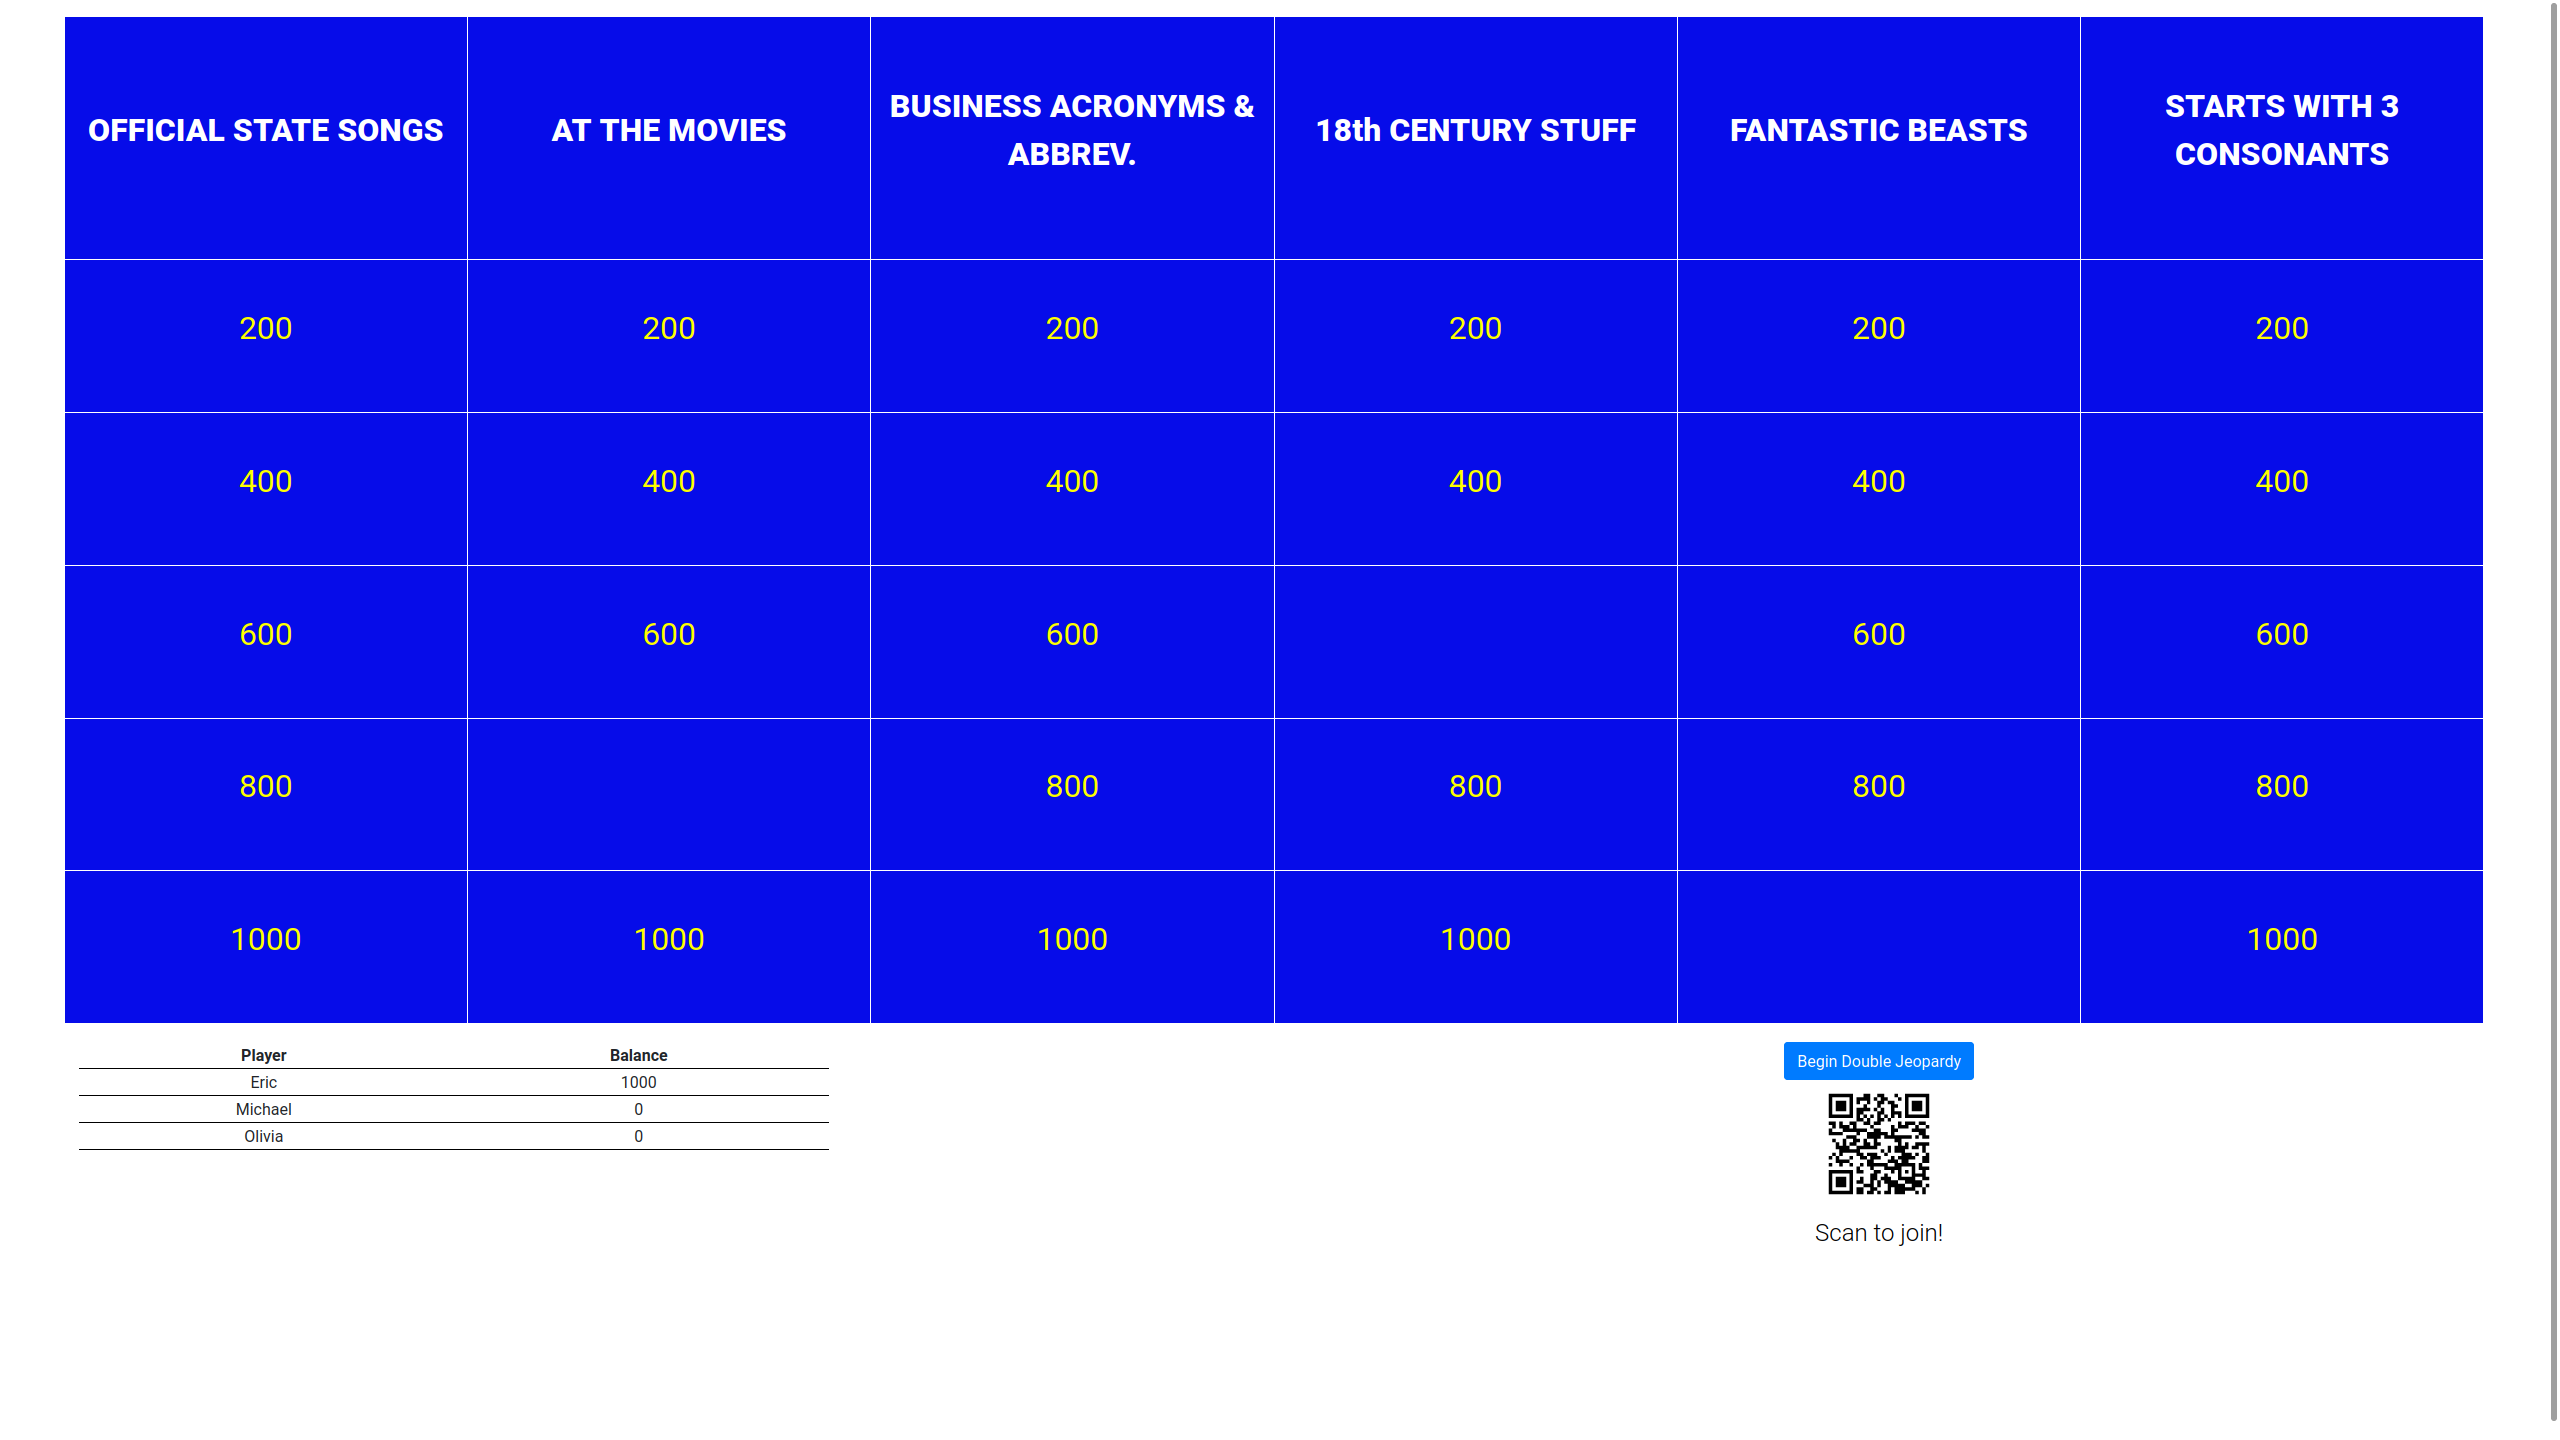 OFFICIAL STATE SONGS
AT THE MOVIES
BUSINESS ACRONYMS &
ABBREV.
18th CENTURY STUFF
FANTASTIC BEASTS
STARTS WITH 3
CONSONANTS
200 200 200 200 200 200
400 400 400 400 400 400
600 600 600 600 600
800 800 800 800 800
1000 1000 1000 1000 1000
Player Balance
Eric 1000
Michael 0
Olivia 0
Begin Double Jeopardy
Scan to join!